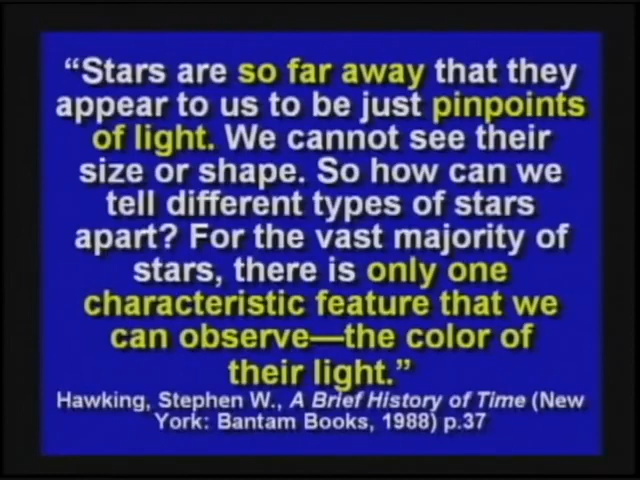 “Stars are so far away that they
appear to us to be just pinpoints
of light. We cannot see their
size or shape. So how can we
tell different types of stars
apart? For the vast majority of
stars, there is only one
characteristic feature that we
can observe—the color of
their light.”
Hawking, Stephen W., A Brief History of Time (New
York: Bantam Books, 1988) p.37